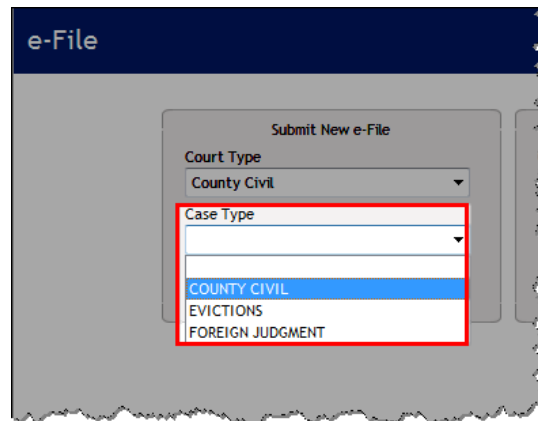 e-File
Submit New e-File
Court Type
County Civil
Case Type
COUNTY CIVIL
EVICTIONS
FOREIGN JUDGMENT